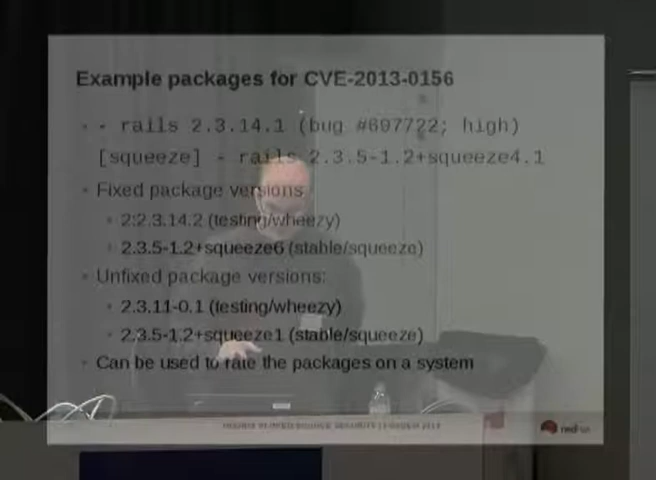 Example packages for CVE-2013-0156
- - rails 2.3.14.1 (bug #697722; high)
[squeeze] - rails 2.3.5-1.2+squeeze4.1
- Fixed package versions
- 2:2.3.14.2 (testing/wheezy)
- 2.3.5-1.2+squeeze6 (stable/squeeze)
- Unfixed package versions:
- 2.3.11-0.1 (testing/wheezy)
- 2.3.5-1.2+squeeze1 (stable/squeeze)
- Can be used to rate the packages on a system